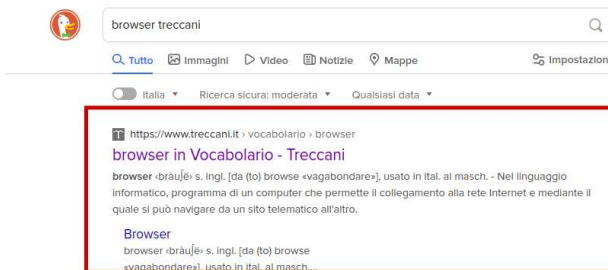 browser treccani
Tutto Immagini Video Notizie Mappe Impostazion
Italia Ricerca sicura: moderata Qualsiasi data
T https://www.treccani.it › vocabolario › browser
browser in Vocabolario - Treccani
browser ‹bràuʃë› s. ingl. [da (to) browse «vagabondare»], usato in ital. al masch. - Nel linguaggio
informatico, programma di un computer che permette il collegamento alla rete Internet e mediante il
quale si può navigare da un sito telematico all'altro.
Browser
browser ‹bràuʃë› s. ingl. [da (to) browse
«vagabondare»], usato in ital. al masch....